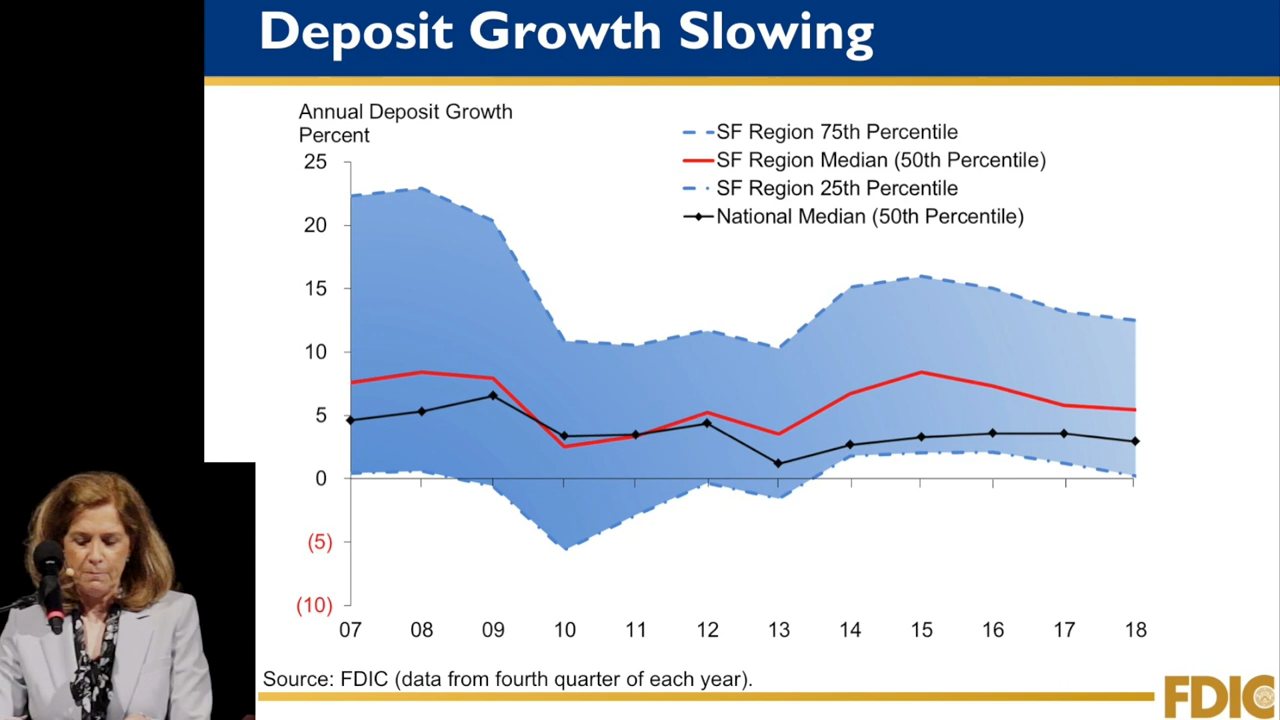 Deposit Growth Slowing
Annual Deposit Growth
Percent
SF Region 75th Percentile
SF Region Median (50th Percentile)
SF Region 25th Percentile
National Median (50th Percentile)
25
20
15
10
5
0
(5)
(10)
07 08 09 10 11 12 13 14 15 16 17 18
Source: FDIC (data from fourth quarter of each year).
FDIC